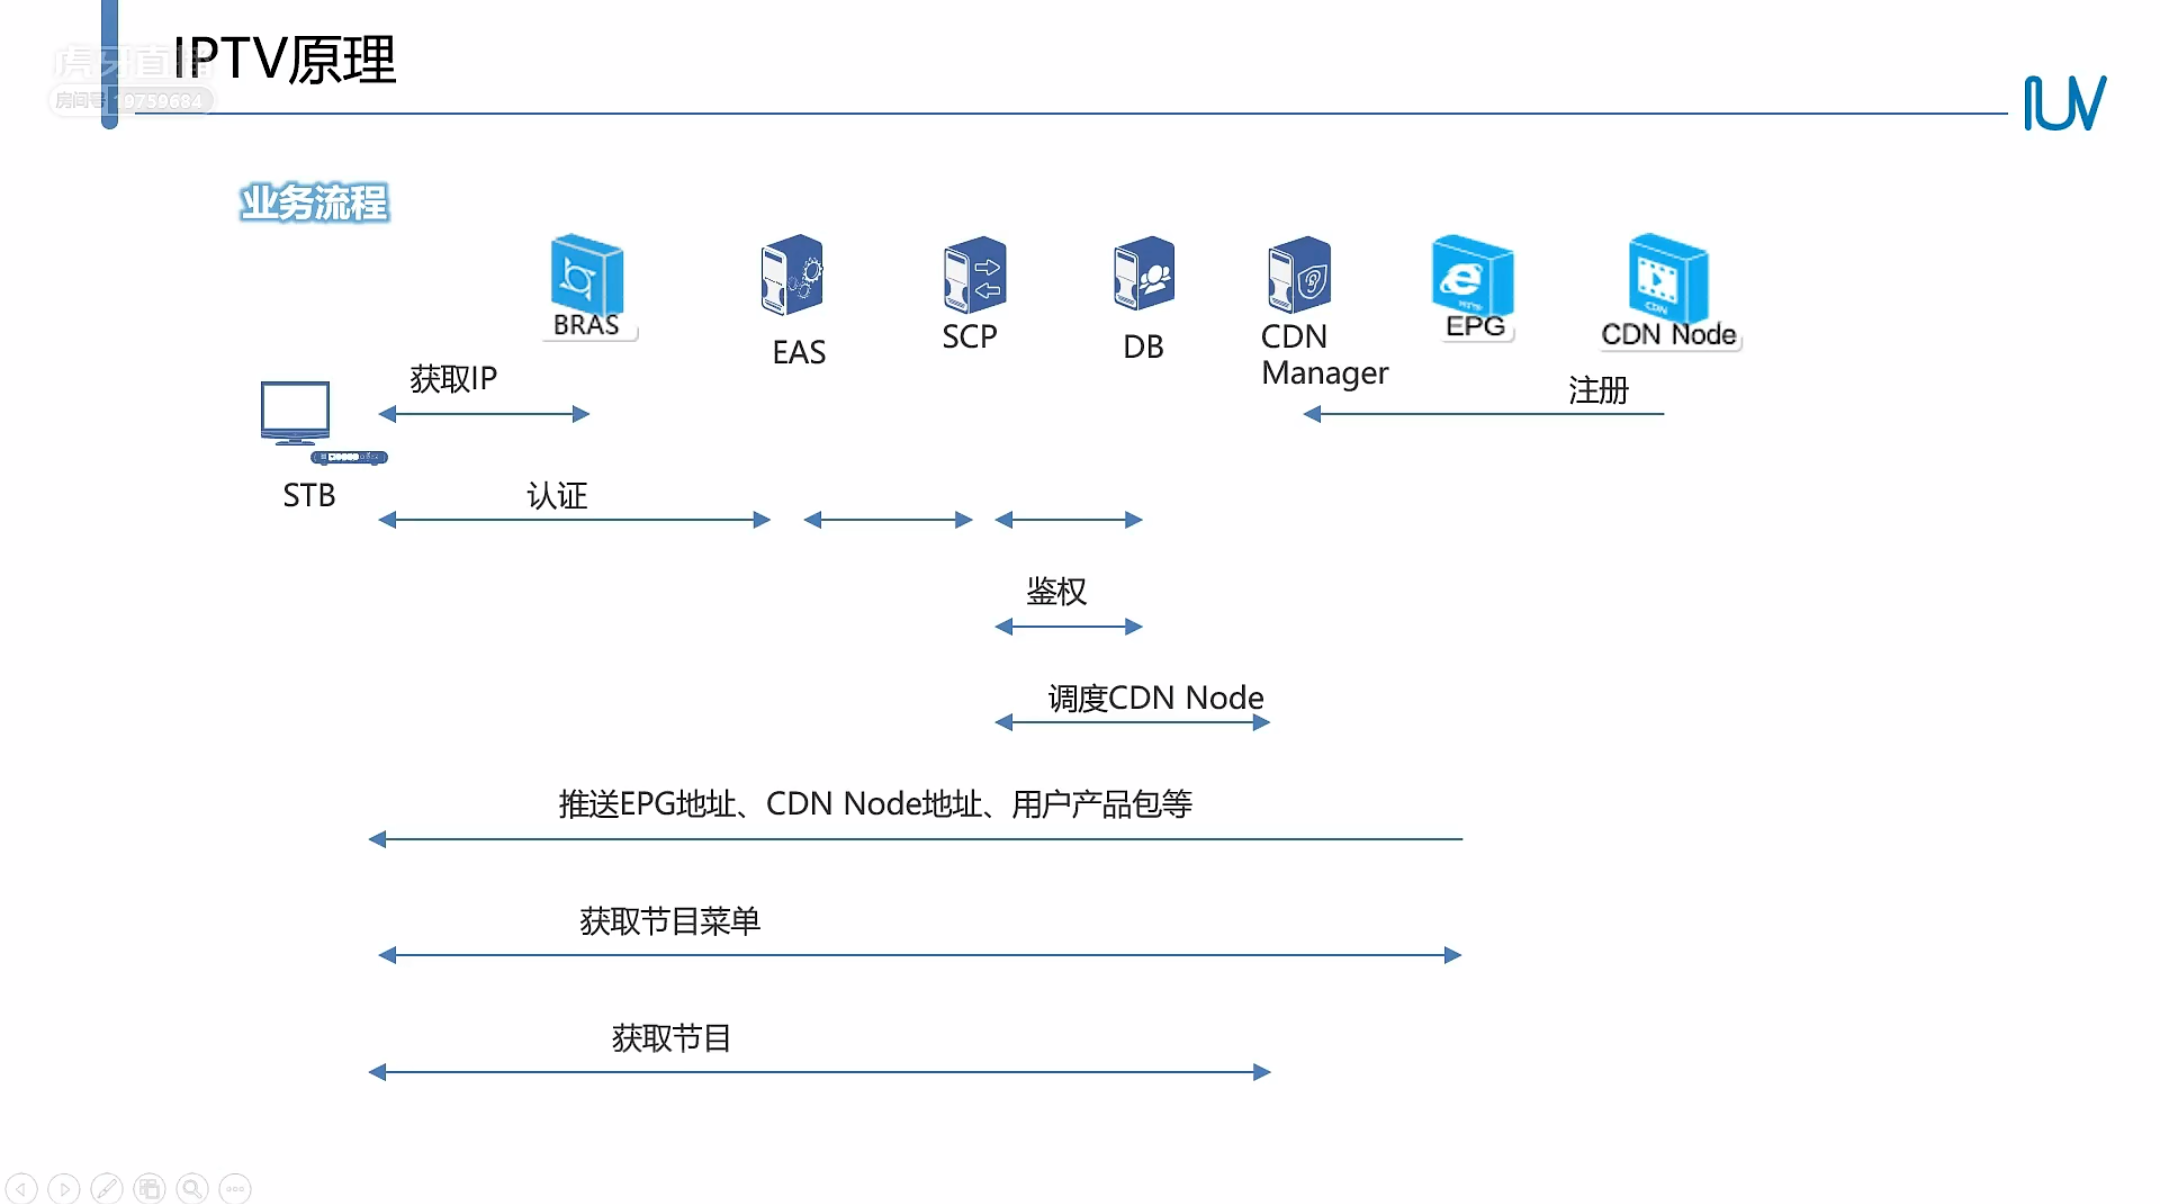 IPTV原理
虎牙直播
房间号 19759684
IUV
业务流程
BRAS
EAS
SCP
DB
CDN
Manager
EPG
CDN Node
HTTP
CDN
获取IP
注册
STB
认证
鉴权
调度CDN Node
推送EPG地址、CDN Node地址、用户产品包等
获取节目菜单
获取节目